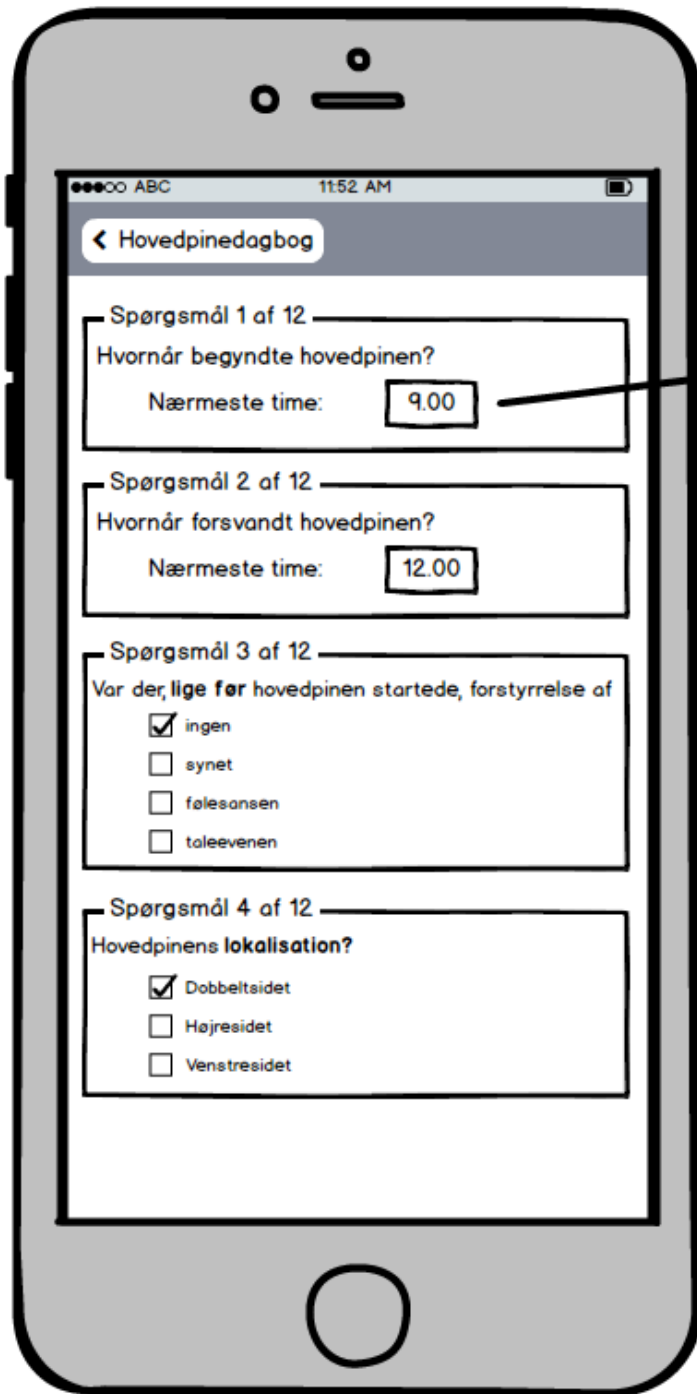 ABC 11:52 AM
Hovedpinedagbog
Spørgsmål 1 af 12
Hvornår begyndte hovedpinen?
Nærmeste time: 9.00
Spørgsmål 2 af 12
Hvornår forsvandt hovedpinen?
Nærmeste time: 12.00
Spørgsmål 3 af 12
Var der, lige før hovedpinen startede, forstyrrelse af
ingen
synet
følesansen
taleevenen
Spørgsmål 4 af 12
Hovedpinens lokalisation?
Dobbeltsidet
Højresidet
Venstresidet